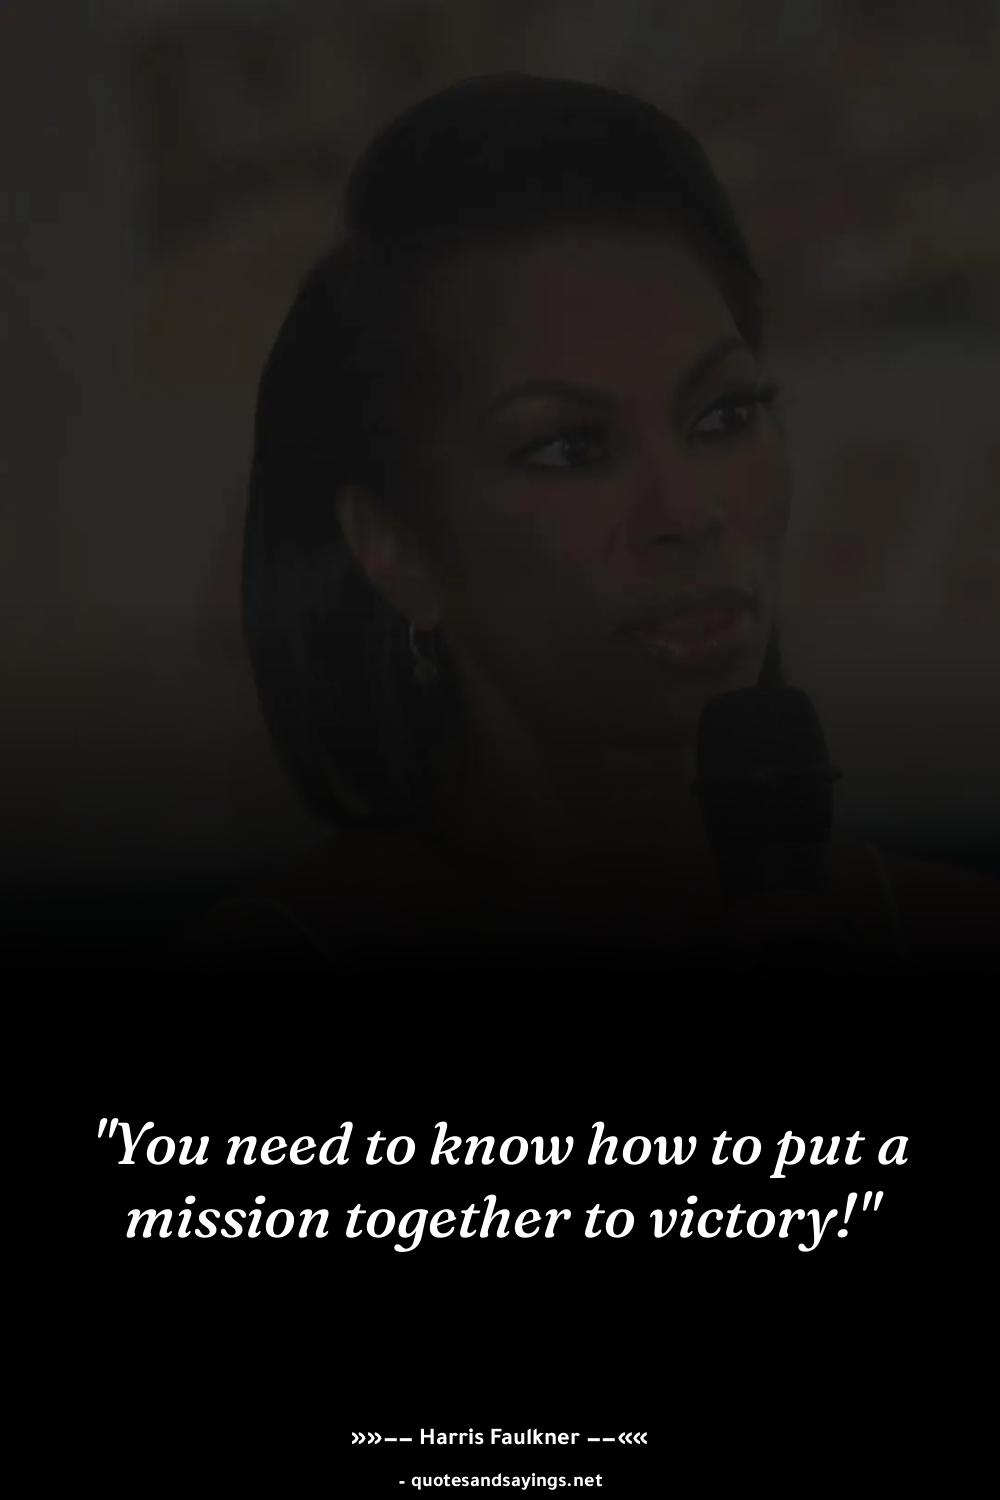 "You need to know how to put a
mission together to victory!"
»»−− Harris Faulkner −−««
- quotesandsayings.net